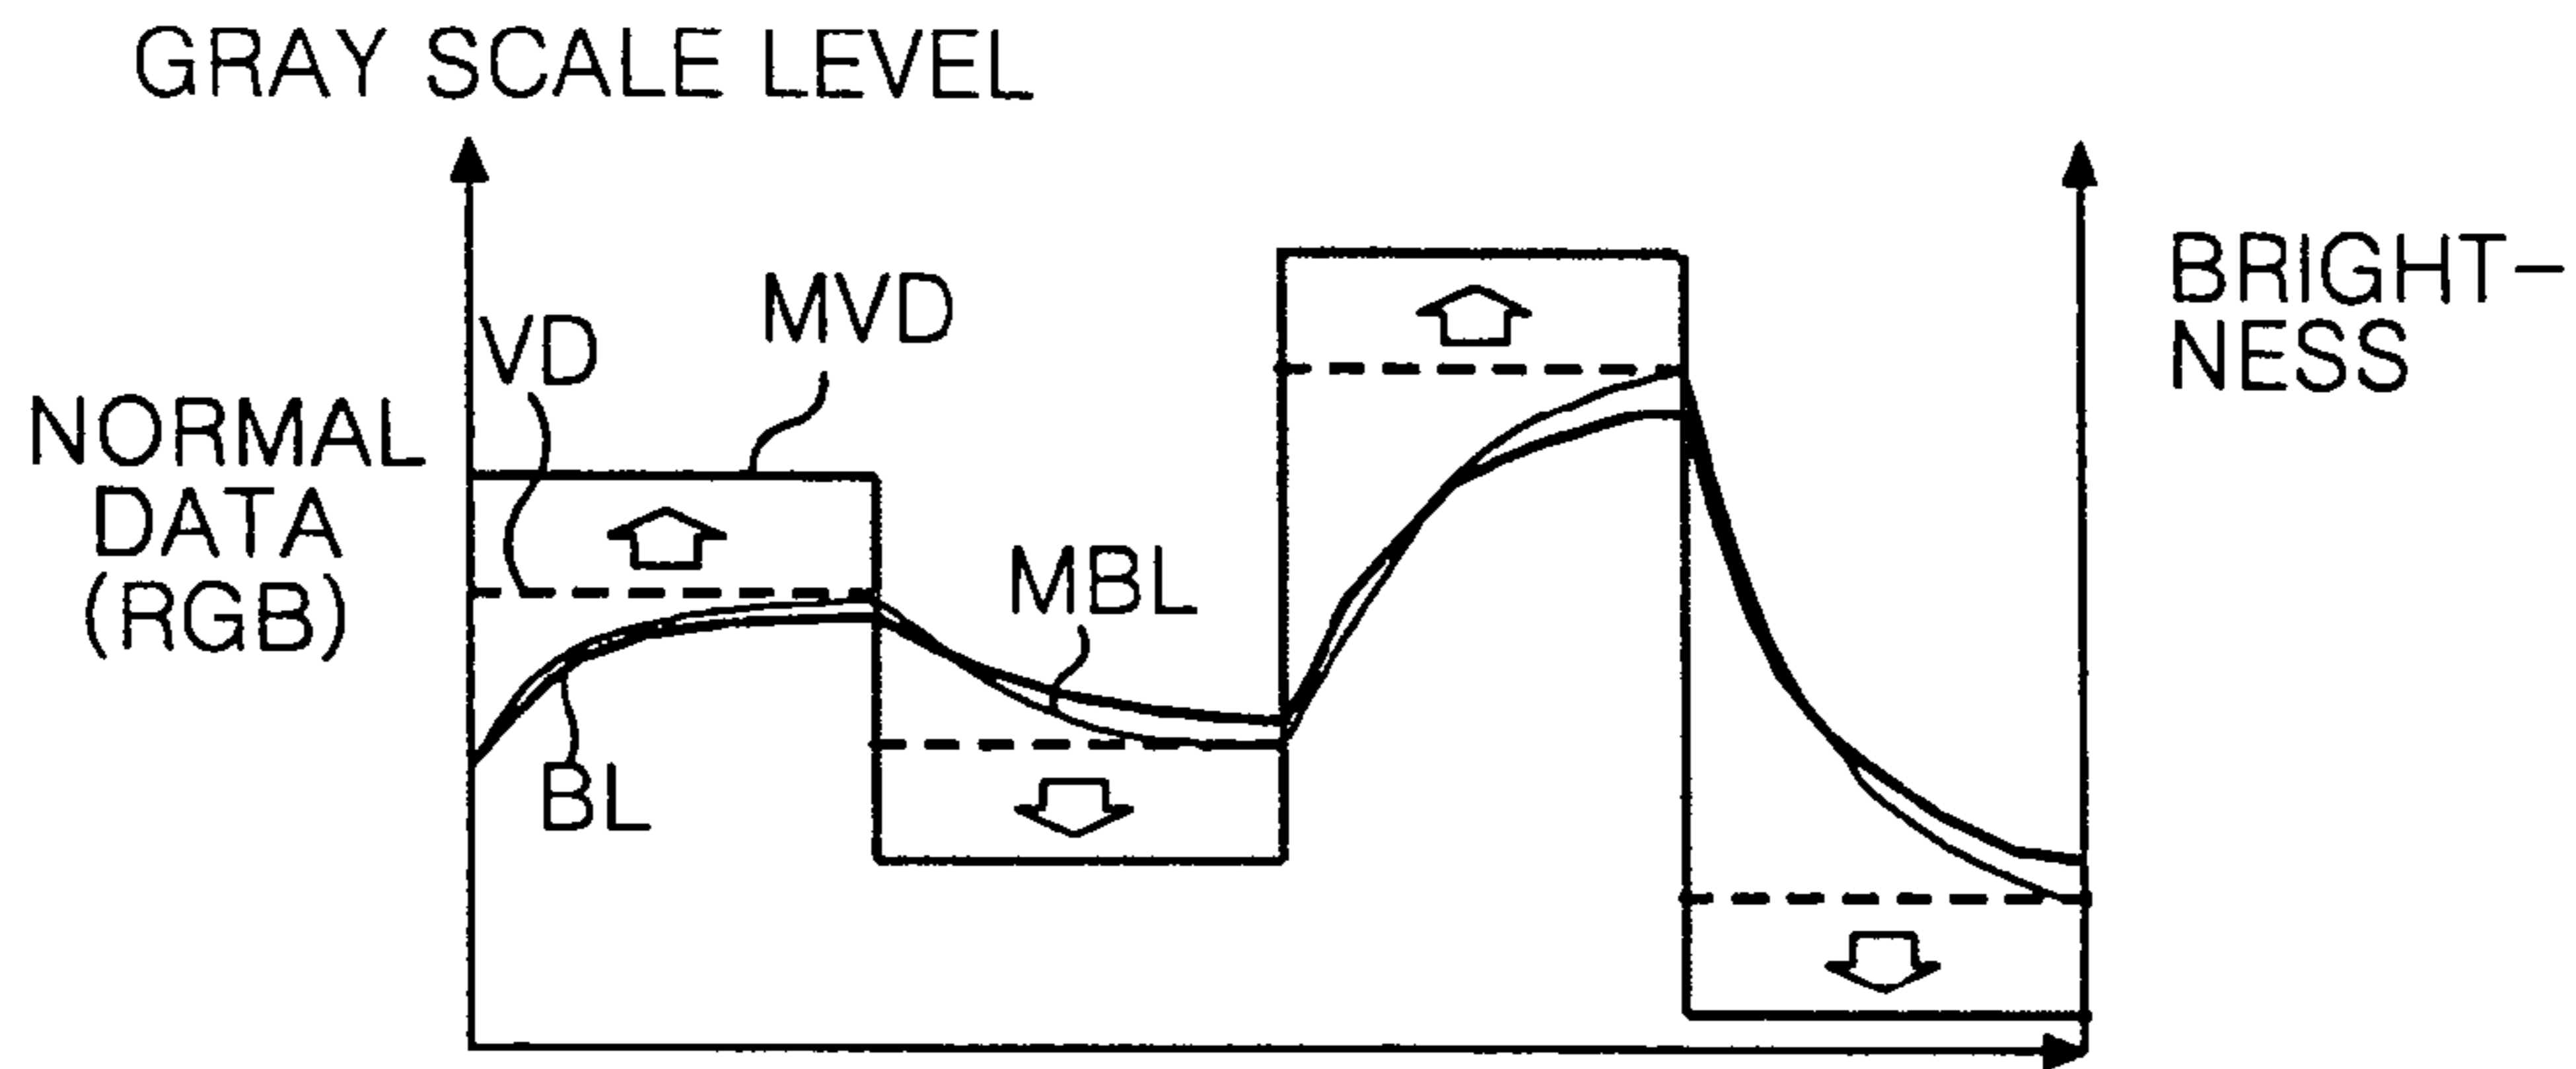 GRAY SCALE LEVEL
MVD
VD
BRIGHT-
NESS
NORMAL
DATA
(RGB)
MBL
BL